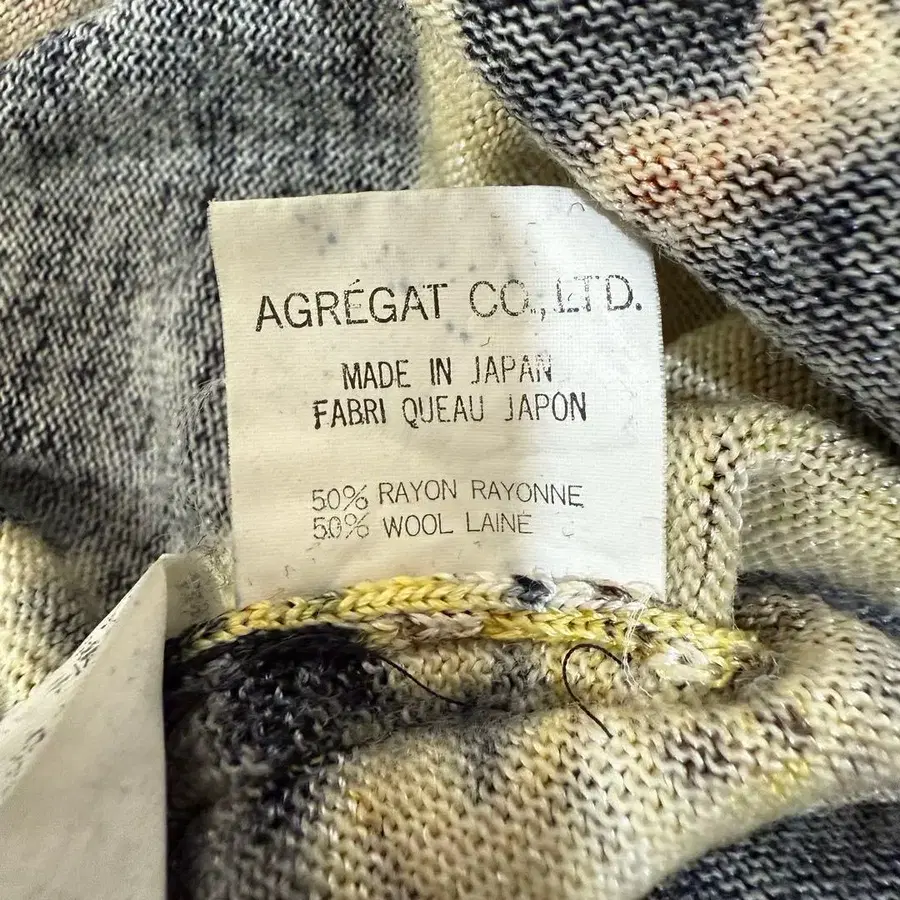 AGRÉGAT CO., LTD.
MADE IN JAPAN
FABRI QUEAU JAPON
50% RAYON RAYONNE
50% WOOL LAINE